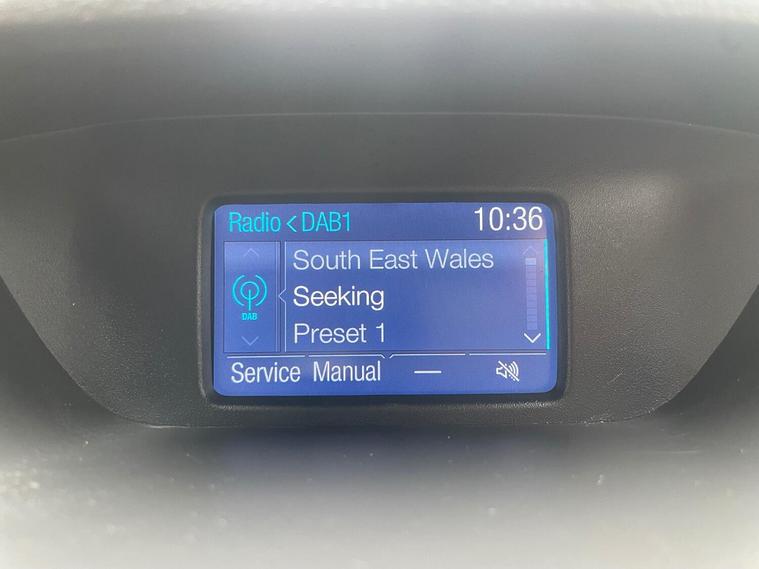 Radio < DAB1 10:36
South East Wales
DAB
Seeking
Preset 1
Service Manual —